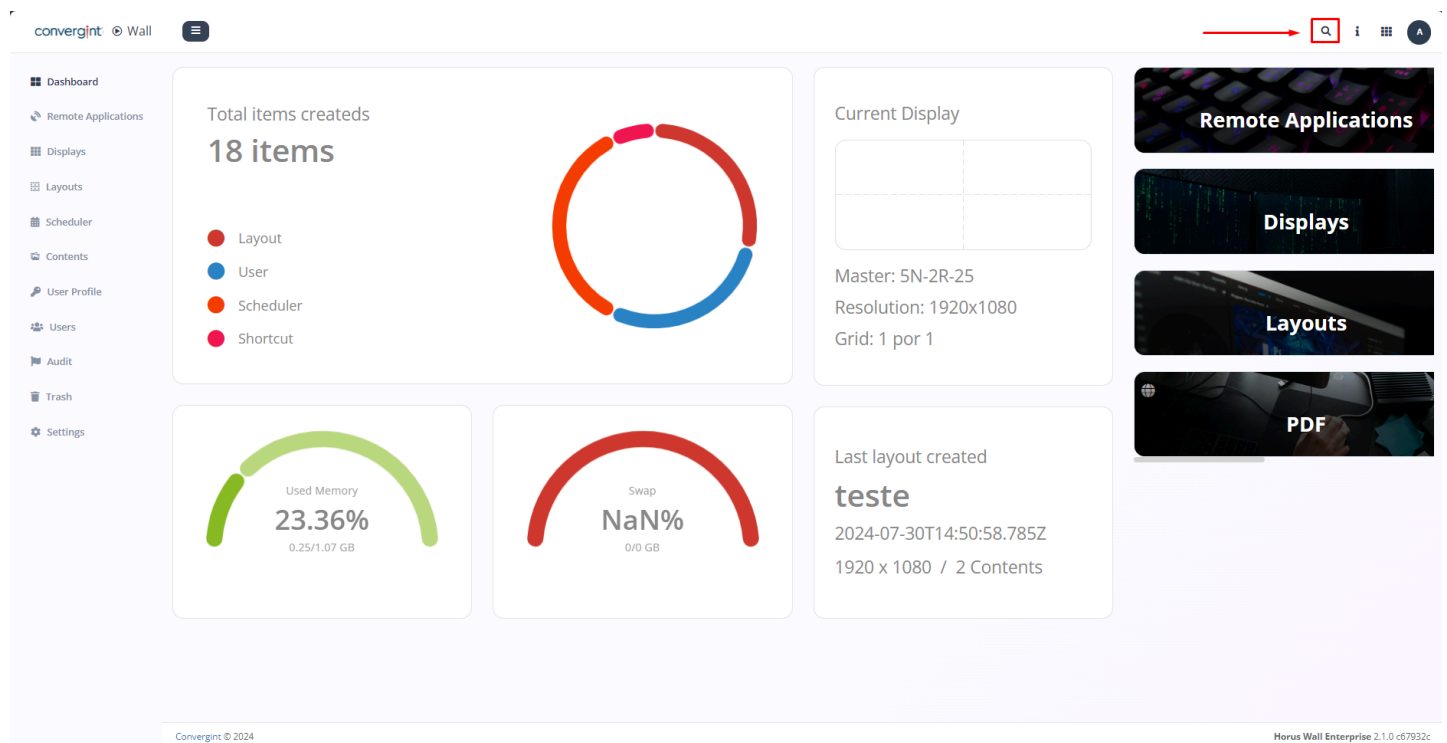 convergint Wall
A
Dashboard
Remote Applications
Displays
Layouts
Scheduler
Contents
User Profile
Users
Audit
Trash
Settings
Total items createds
18 items
Layout
User
Scheduler
Shortcut
Current Display
Master: 5N-2R-25
Resolution: 1920x1080
Grid: 1 por 1
Remote Applications
Displays
Layouts
PDF
Used Memory
23.36%
0.25/1.07 GB
Swap
NaN%
0/0 GB
Last layout created
teste
2024-07-30T14:50:58.785Z
1920 x 1080 / 2 Contents
Convergint © 2024
Horus Wall Enterprise 2.1.0 c67932c